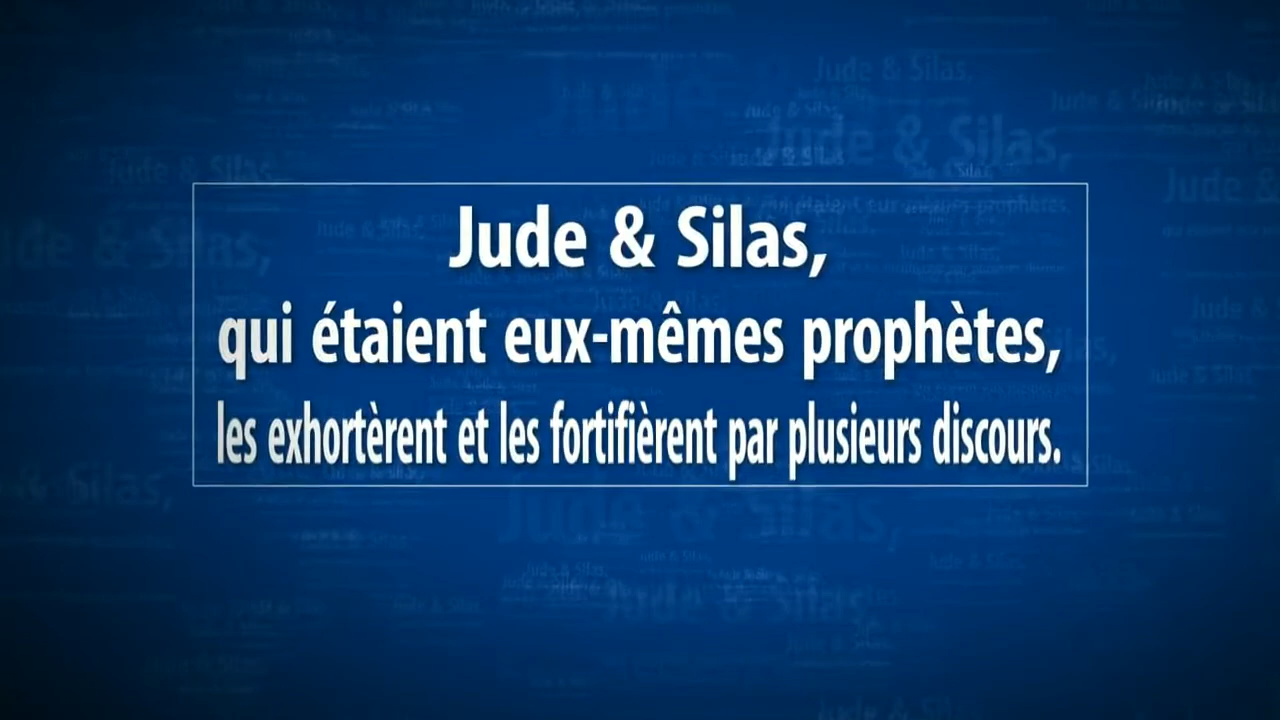 Jude & Silas,
qui étaient eux-mêmes prophètes,
les exhortèrent et les fortifièrent par plusieurs discours.